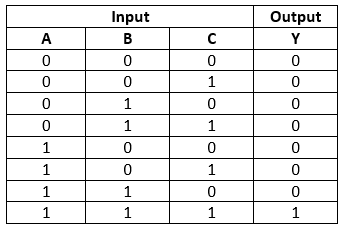 Input Output
A B C Y
0 0 0 0
0 0 1 0
0 1 0 0
0 1 1 0
1 0 0 0
1 0 1 0
1 1 0 0
1 1 1 1